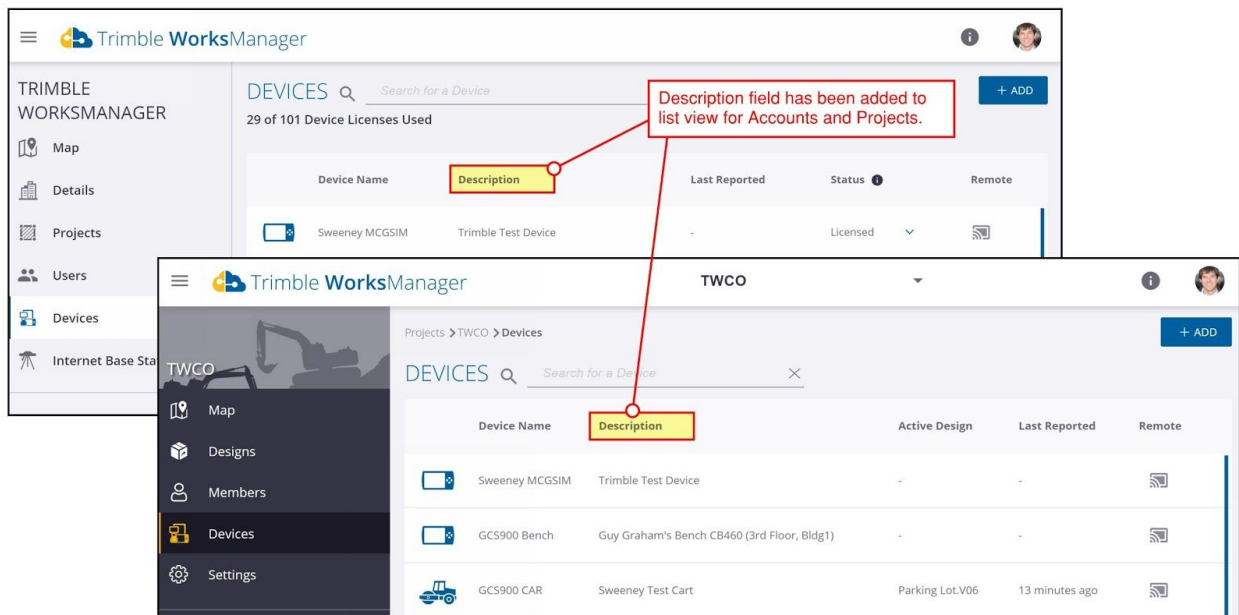 Trimble WorksManager
TRIMBLE
WORKSMANAGER
Map
Details
Projects
Users
Devices
Internet Base Sta
DEVICES
Search for a Device
+ ADD
29 of 101 Device Licenses Used
Description field has been added to
list view for Accounts and Projects.
Device Name Description Last Reported Status Remote
Sweeney MCGSIM Trimble Test Device - Licensed
Trimble WorksManager TWCO
TWCO
Map
Designs
Members
Devices
Settings
Projects > TWCO > Devices
+ ADD
DEVICES
Search for a Device
Device Name Description Active Design Last Reported Remote
Sweeney MCGSIM Trimble Test Device - -
GCS900 Bench Guy Graham's Bench CB460 (3rd Floor, Bldg1) - -
GCS900 CAR Sweeney Test Cart Parking Lot.V06 13 minutes ago